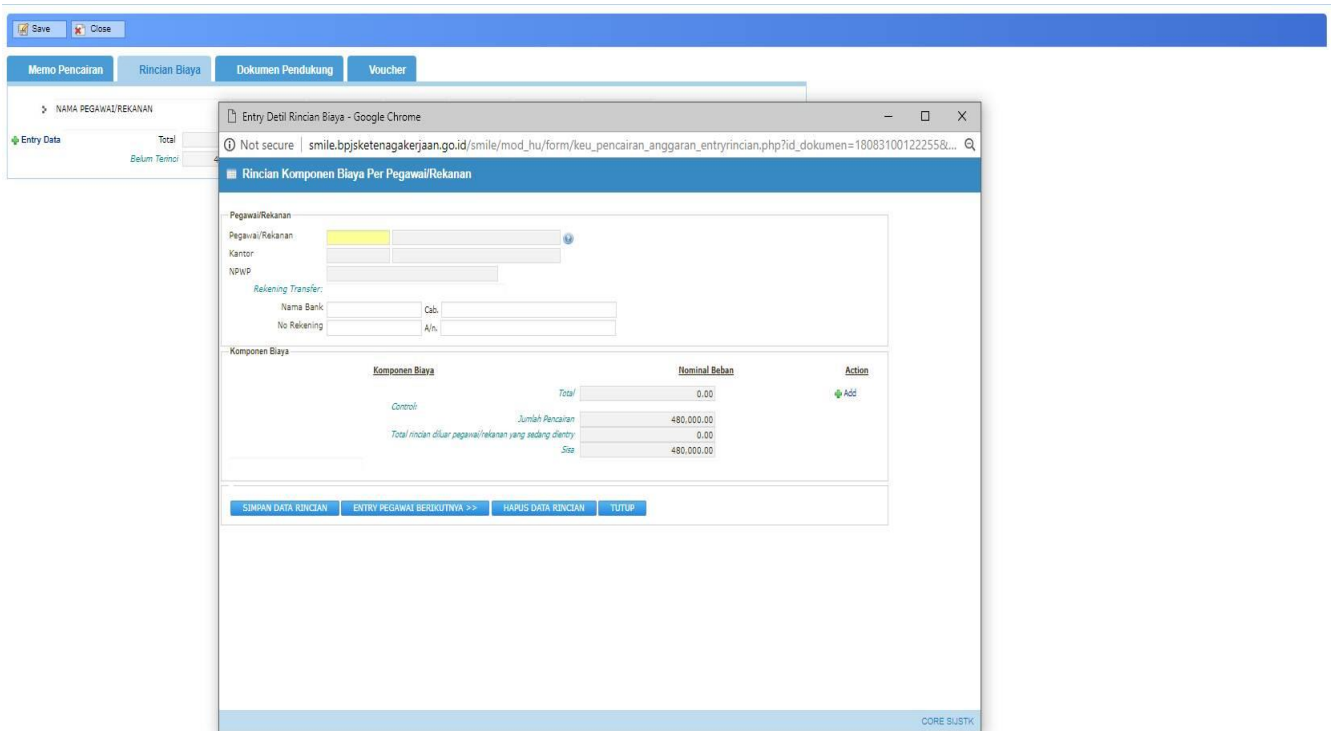 Save Close
Memo Pencairan Rincian Biaya Dokumen Pendukung Voucher
NAMA PEGAWAI/REKANAN
Entry Data Total
Belum Terinci 4
Entry Detil Rincian Biaya - Google Chrome
Not secure | smile.bpjsketenagakerjaan.go.id/smile/mod_hu/form/keu_pencairan_anggaran_entryrincian.php?id_dokumen=18083100122255&...
Rincian Komponen Biaya Per Pegawai/Rekanan
Pegawai/Rekanan
Pegawai/Rekanan
Kantor
NPWP
Rekening Transfer:
Nama Bank Cab.
No Rekening A/n.
Komponen Biaya
Komponen Biaya Nominal Beban Action
Total 0.00 Add
Control:
Jumlah Pencairan 480,000.00
Total rincian diluar pegawai/rekanan yang sedang dientry 0.00
Sisa 480,000.00
SIMPAN DATA RINCIAN ENTRY PEGAWAI BERIKUTNYA >> HAPUS DATA RINCIAN TUTUP
CORE SIJSTK